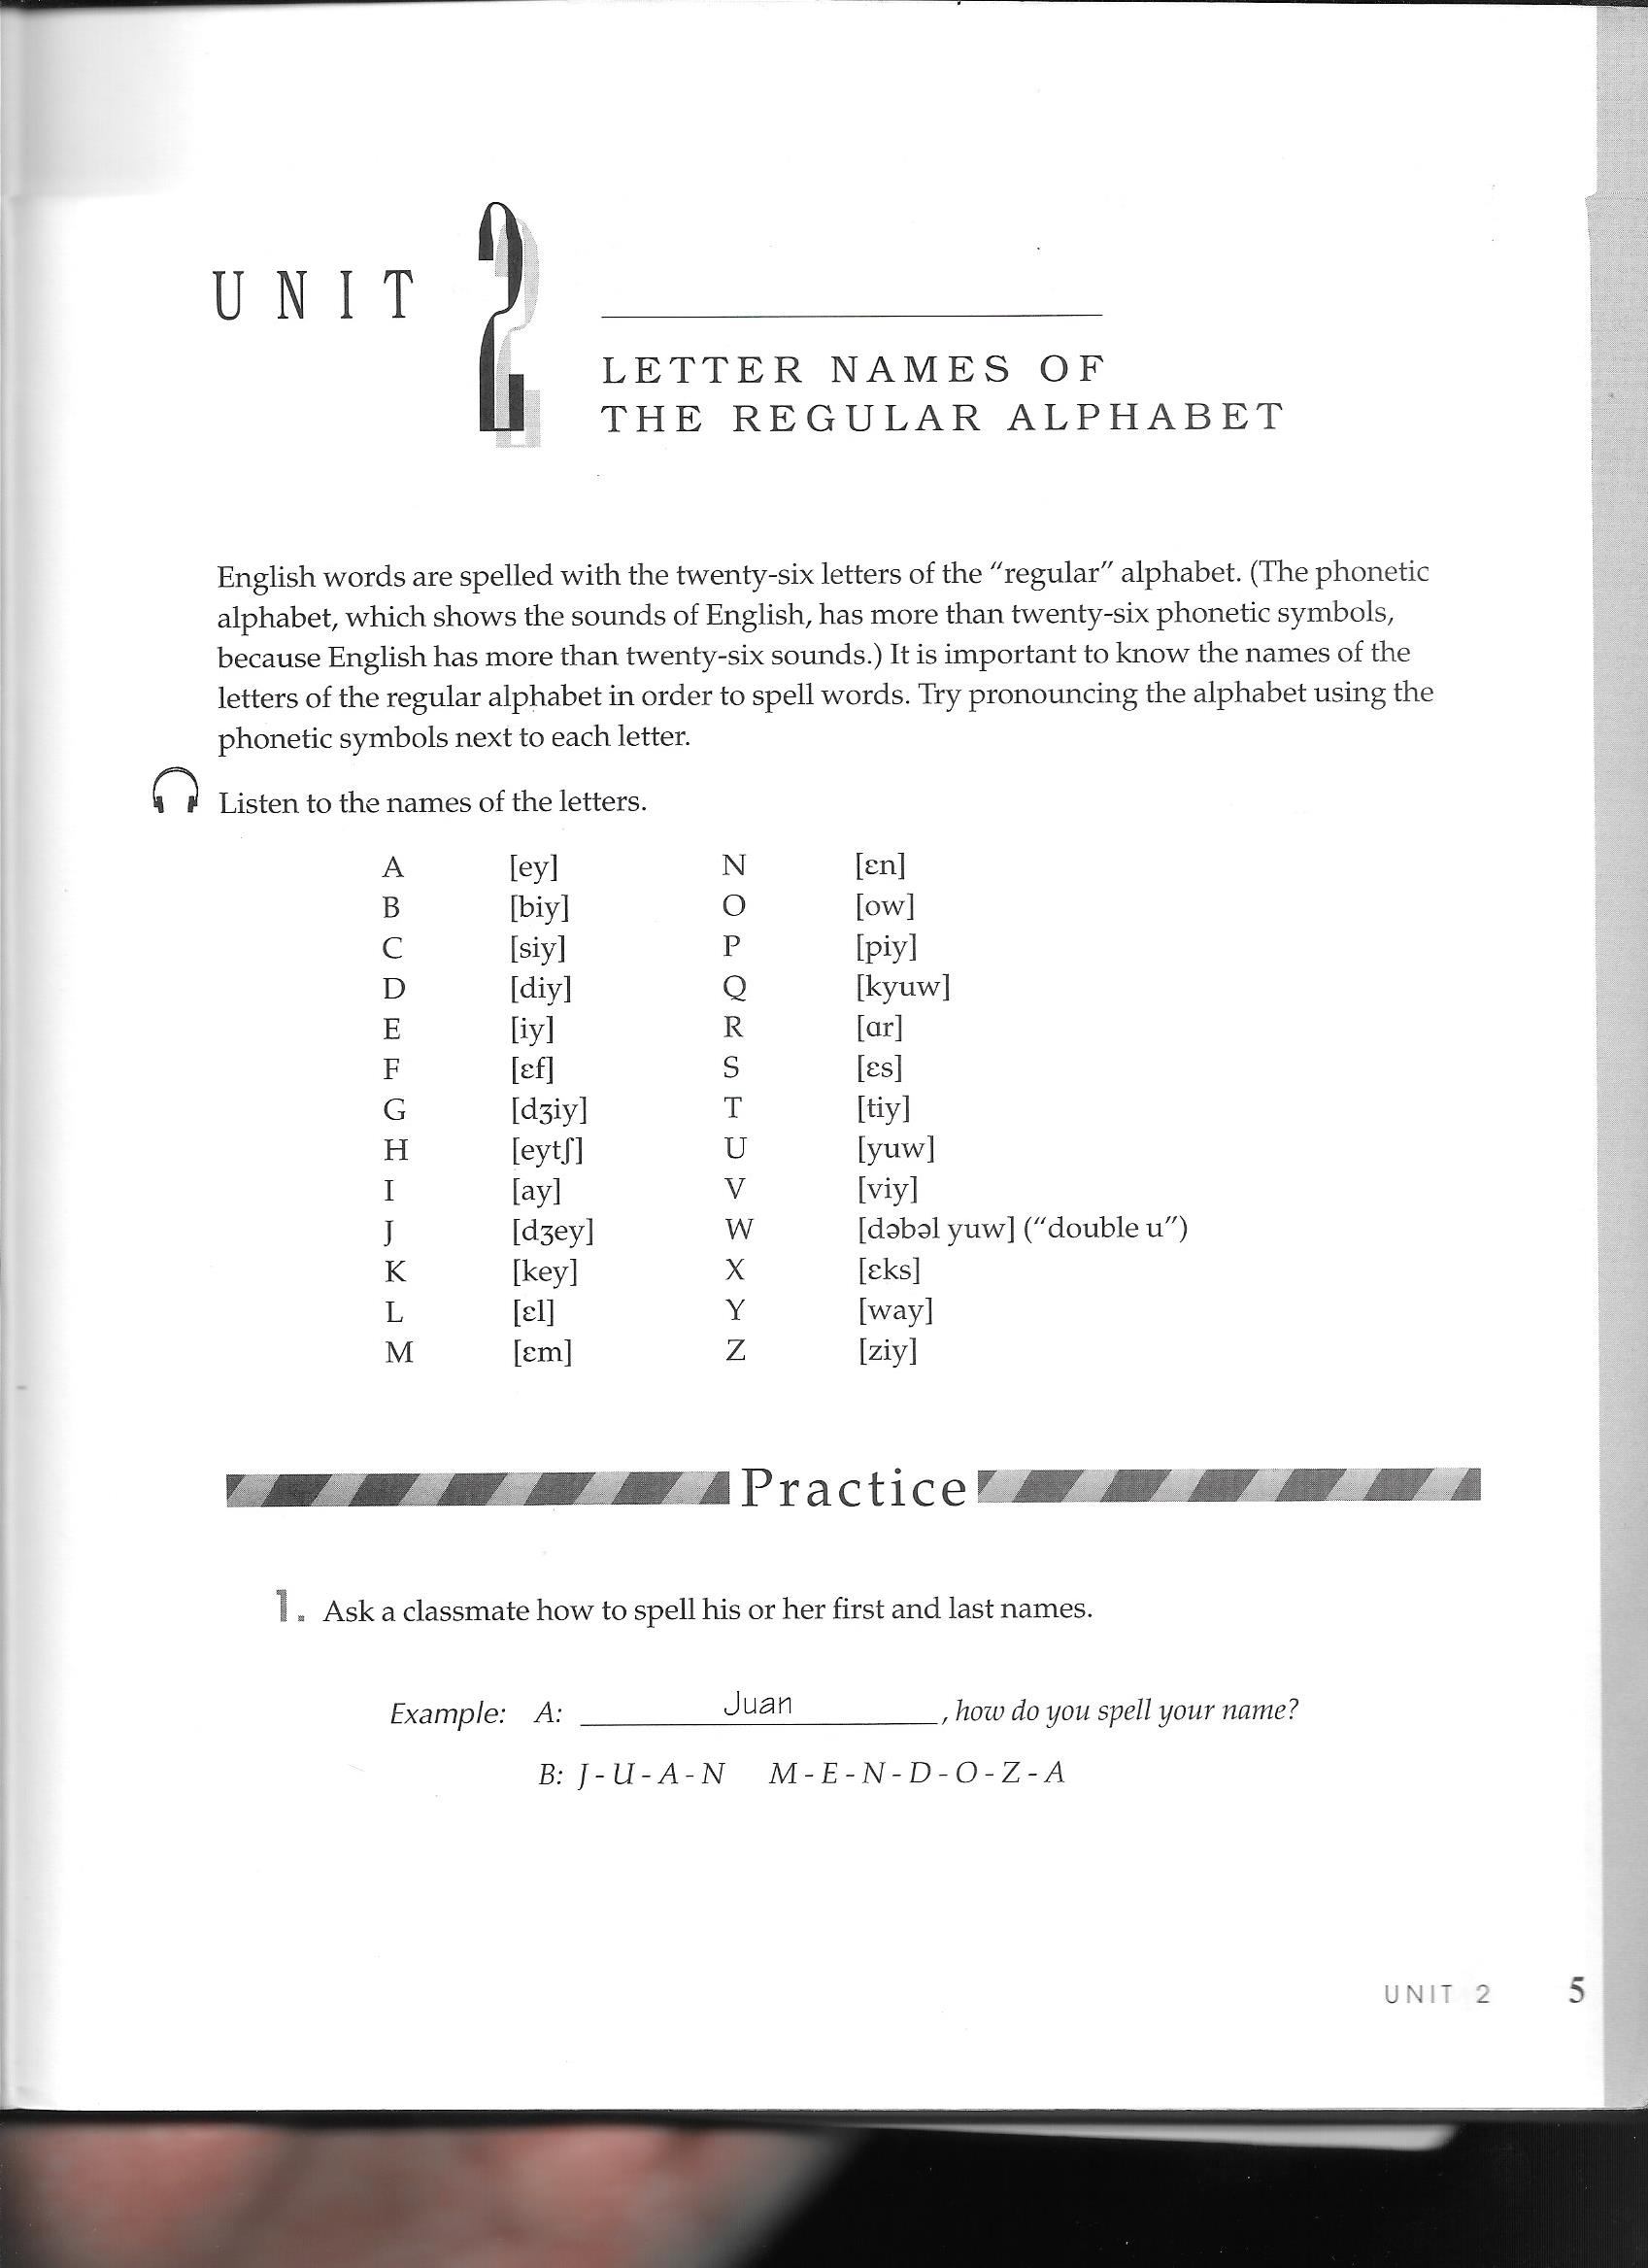 UNIT 2
LETTER NAMES OF
THE REGULAR ALPHABET
English words are spelled with the twenty-six letters of the “regular” alphabet. (The phonetic
alphabet, which shows the sounds of English, has more than twenty-six phonetic symbols,
because English has more than twenty-six sounds.) It is important to know the names of the
letters of the regular alphabet in order to spell words. Try pronouncing the alphabet using the
phonetic symbols next to each letter.
Listen to the names of the letters.
A [ey] N [ɛn]
B [biy] O [ow]
C [siy] P [piy]
D [diy] Q [kyuw]
E [iy] R [ɑr]
F [ɛf] S [ɛs]
G [dʒiy] T [tiy]
H [eytʃ] U [yuw]
I [ay] V [viy]
J [dʒey] W [dəbəl yuw] (“double u”)
K [key] X [ɛks]
L [ɛl] Y [way]
M [ɛm] Z [ziy]
Practice
1. Ask a classmate how to spell his or her first and last names.
Example: A: Juan, how do you spell your name?
B: J - U - A - N M - E - N - D - O - Z - A
UNIT 2 5